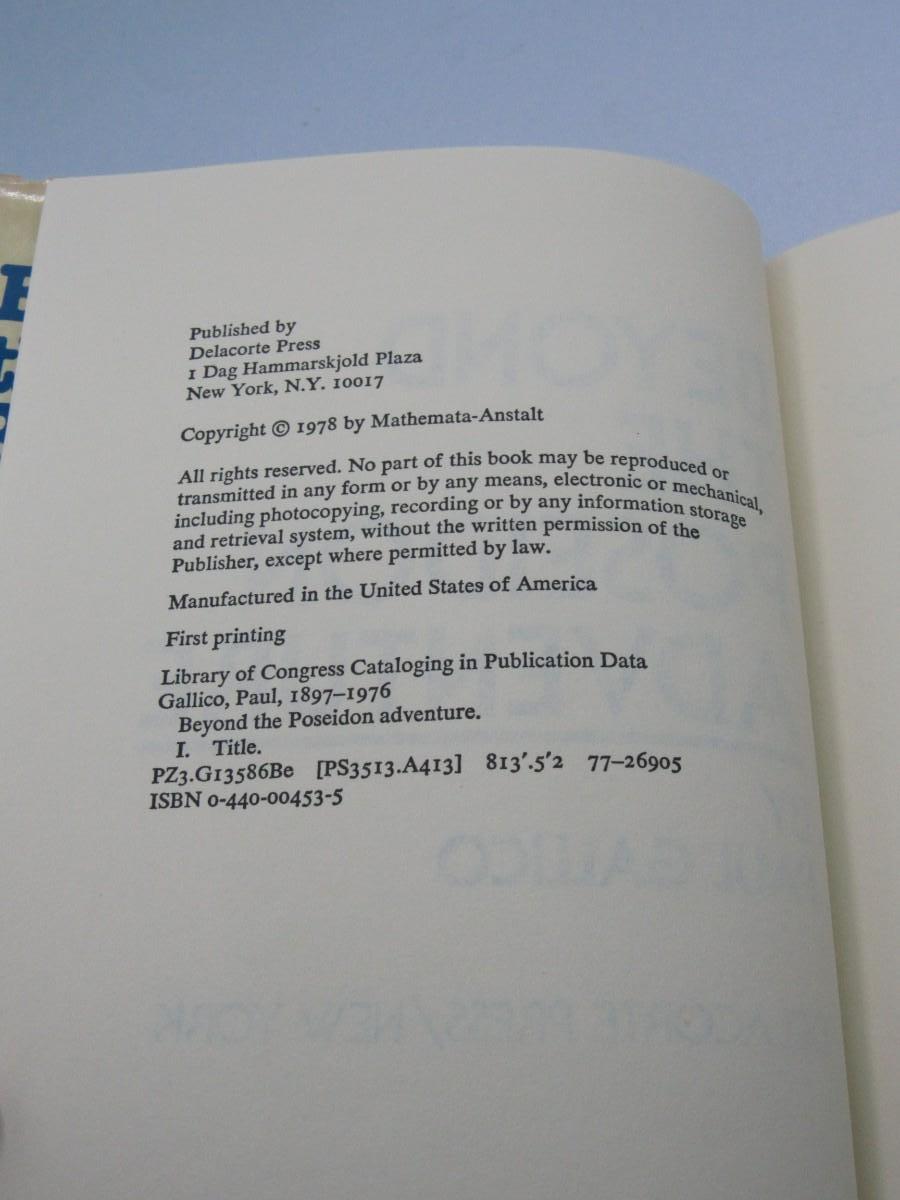 Published by
Delacorte Press
1 Dag Hammarskjold Plaza
New York, N.Y. 10017
Copyright © 1978 by Mathemata-Anstalt
All rights reserved. No part of this book may be reproduced or
transmitted in any form or by any means, electronic or mechanical,
including photocopying, recording or by any information storage
and retrieval system, without the written permission of the
Publisher, except where permitted by law.
Manufactured in the United States of America
First printing
Library of Congress Cataloging in Publication Data
Gallico, Paul, 1897–1976
Beyond the Poseidon adventure.
I. Title.
PZ3.G13586Be [PS3513.A413] 813'.5'2 77–26905
ISBN 0-440-00453-5